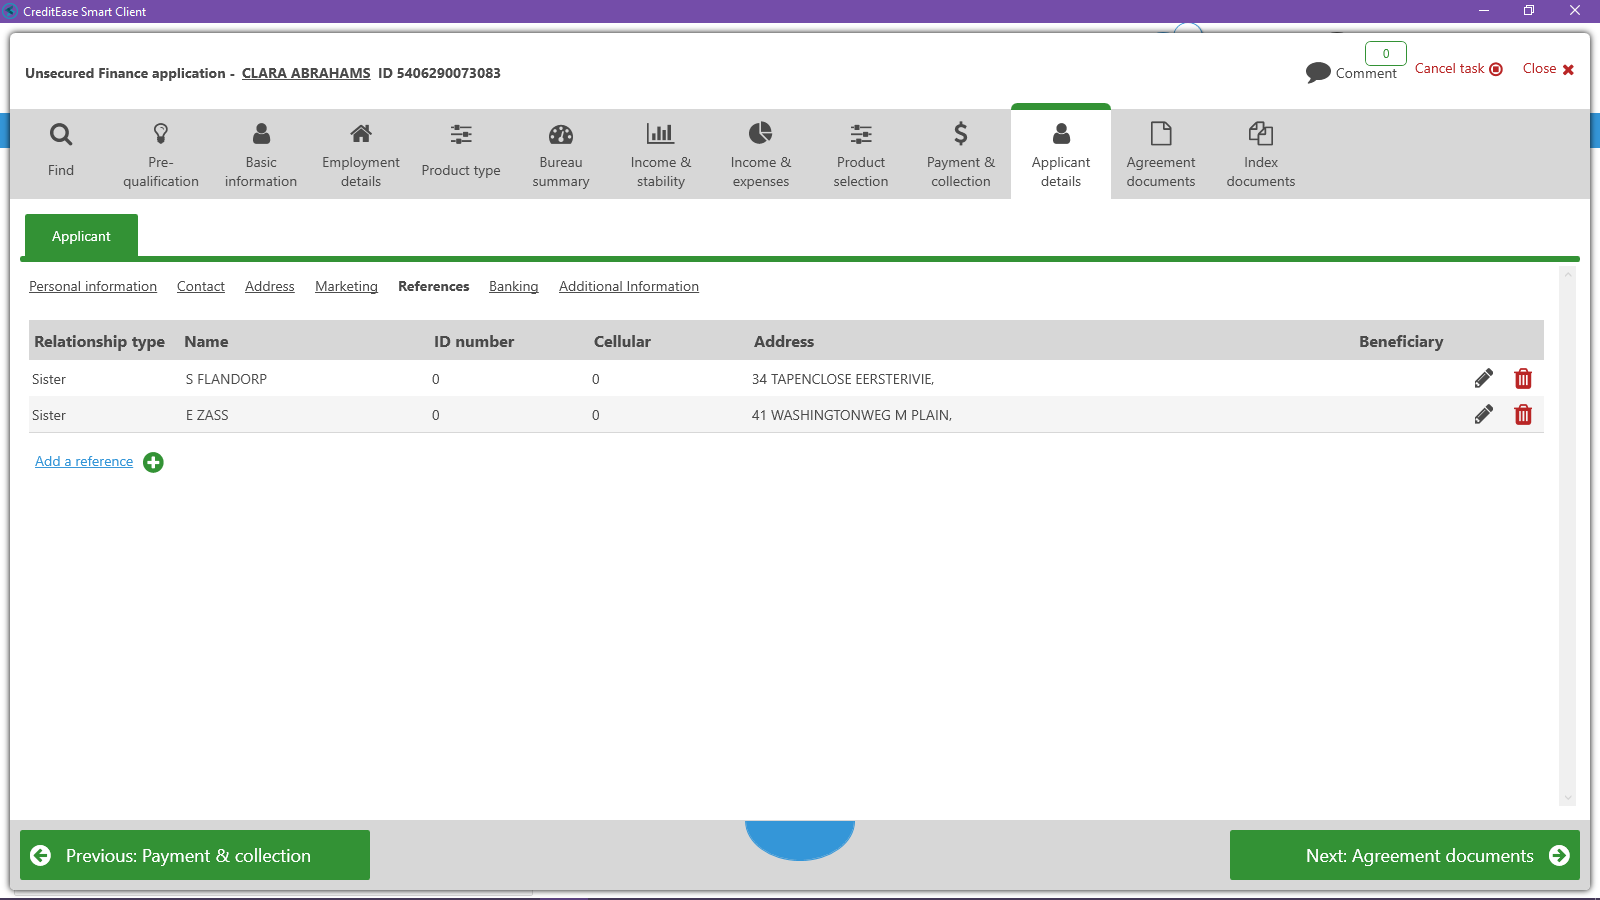 CreditEase Smart Client
Unsecured Finance application - CLARA ABRAHAMS ID 5406290073083
0
Comment
Cancel task
Close
Find
Pre-
qualification
Basic
information
Employment
details
Product type
Bureau
summary
Income &
stability
Income &
expenses
Product
selection
Payment &
collection
Applicant
details
Agreement
documents
Index
documents
Applicant
Personal information Contact Address Marketing References Banking Additional Information
Relationship type Name ID number Cellular Address Beneficiary
Sister S FLANDORP 0 0 34 TAPENCLOSE EERSTERIVIE,
Sister E ZASS 0 0 41 WASHINGTONWEG M PLAIN,
Add a reference
Previous: Payment & collection
Next: Agreement documents